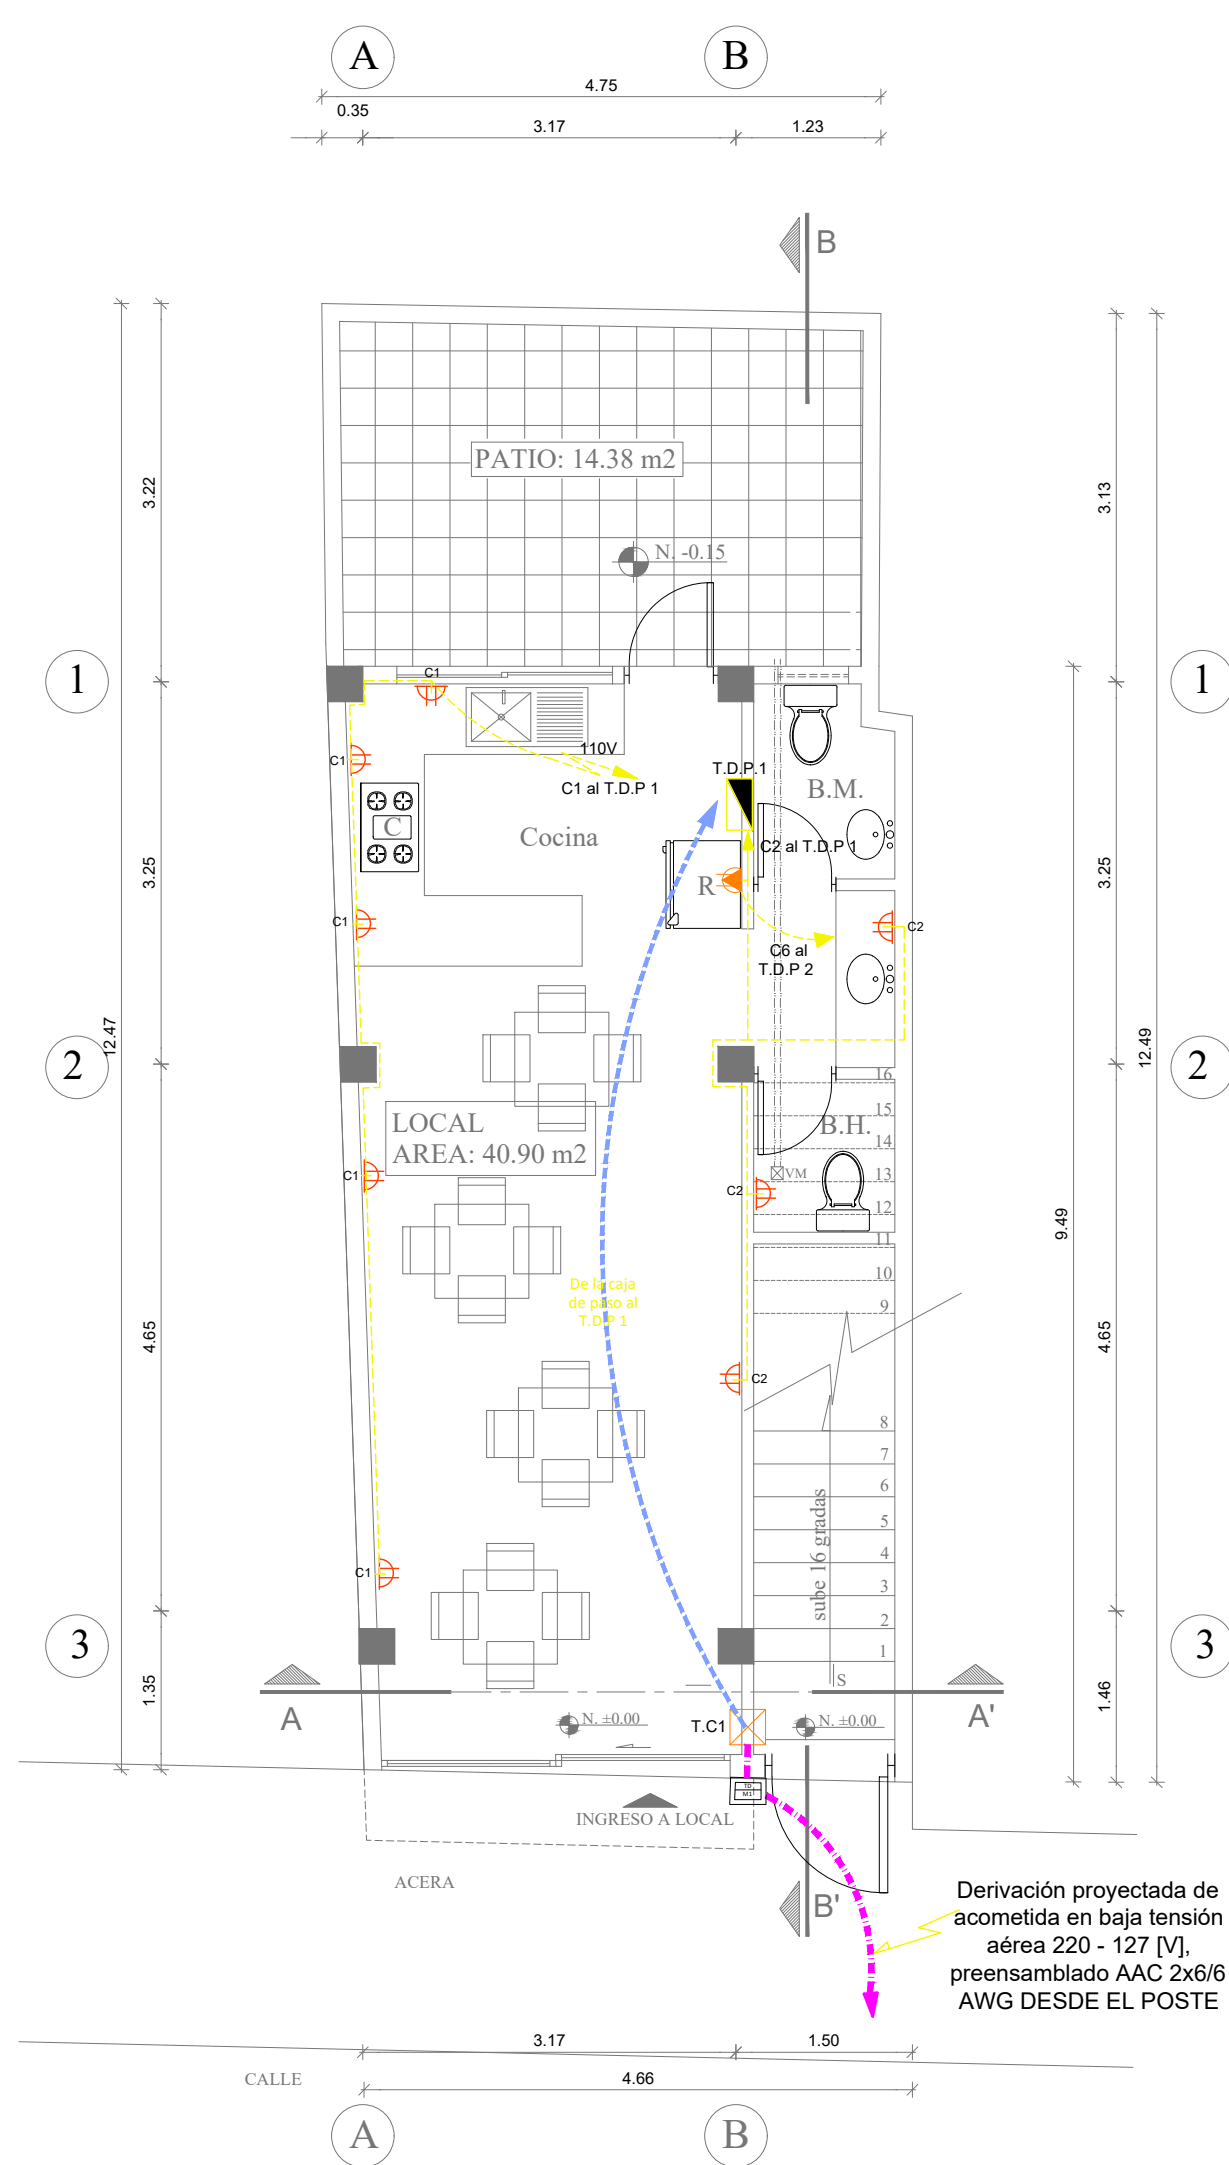 A
B
4.75
0.35
3.17
1.23
B
3.22
3.13
PATIO: 14.38 m2
N. -0.15
1
1
C1
110V
C1
C1 al T.D.P 1
T.D.P.1
B.M.
C
Cocina
C2 al T.D.P 1
R
3.25
3.25
C1
C2
C6 al
T.D.P 2
12.47
12.49
2
2
16
LOCAL
AREA: 40.90 m2
15
B.H.
14
C1
VM
13
C2
12
11
9.49
10
De la caja
de paso al
T.D.P 1
9
4.65
4.65
C2
8
7
6
sube 16 gradas
5
4
C1
3
2
3
3
1
1.35
S
1.46
A
N. ±0.00
T.C1
N. ±0.00
A'
TD
M1
INGRESO A LOCAL
ACERA
B'
Derivación proyectada de
acometida en baja tensión
aérea 220 - 127 [V],
preensamblado AAC 2x6/6
AWG DESDE EL POSTE
3.17
1.50
CALLE
4.66
A
B